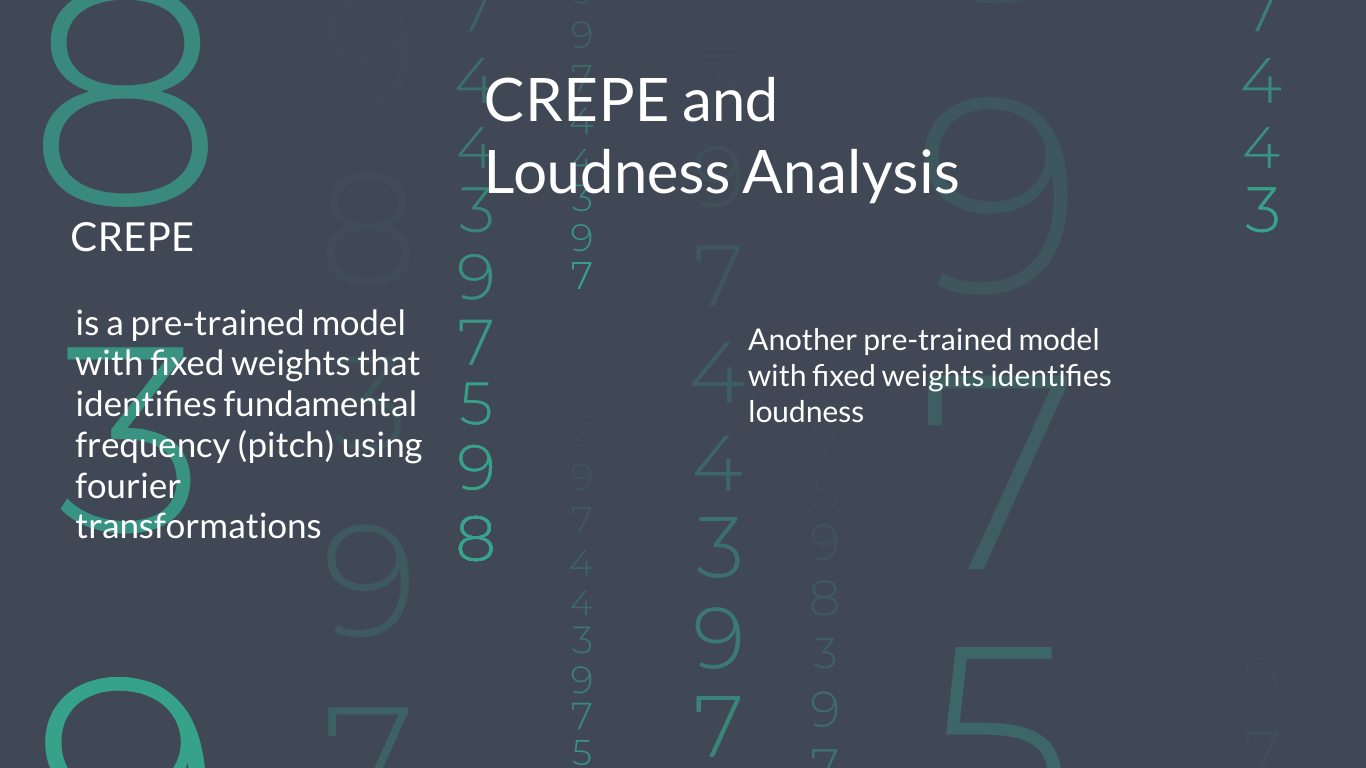 CREPE and
Loudness Analysis
CREPE
is a pre-trained model
with fixed weights that
identifies fundamental
frequency (pitch) using
fourier
transformations
Another pre-trained model
with fixed weights identifies
loudness